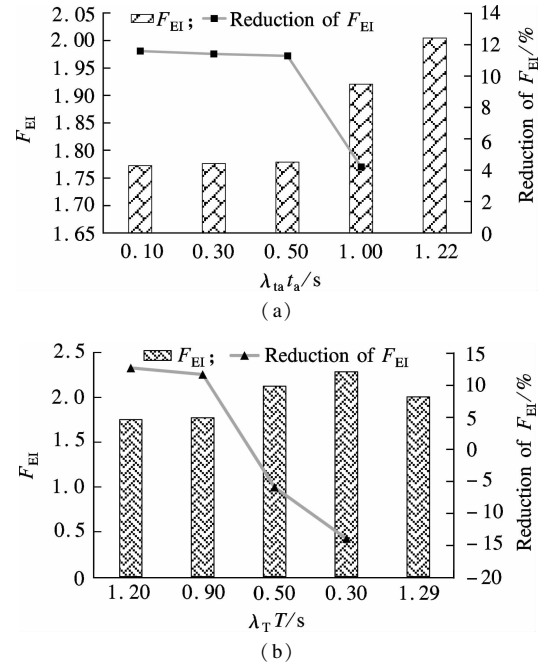 F_EI; Reduction of F_EI
2.05
2.00
1.95
1.90
1.85
1.80
1.75
1.70
1.65
F_EI
14
12
10
8
6
4
2
0
Reduction of F_EI/%
0.10 0.30 0.50 1.00 1.22
λ_ta t_a/s
(a)
F_EI; Reduction of F_EI
2.5
2.0
1.5
1.0
0.5
0
F_EI
15
10
5
0
−5
−10
−15
−20
Reduction of F_EI/%
1.20 0.90 0.50 0.30 1.29
λ_T T/s
(b)